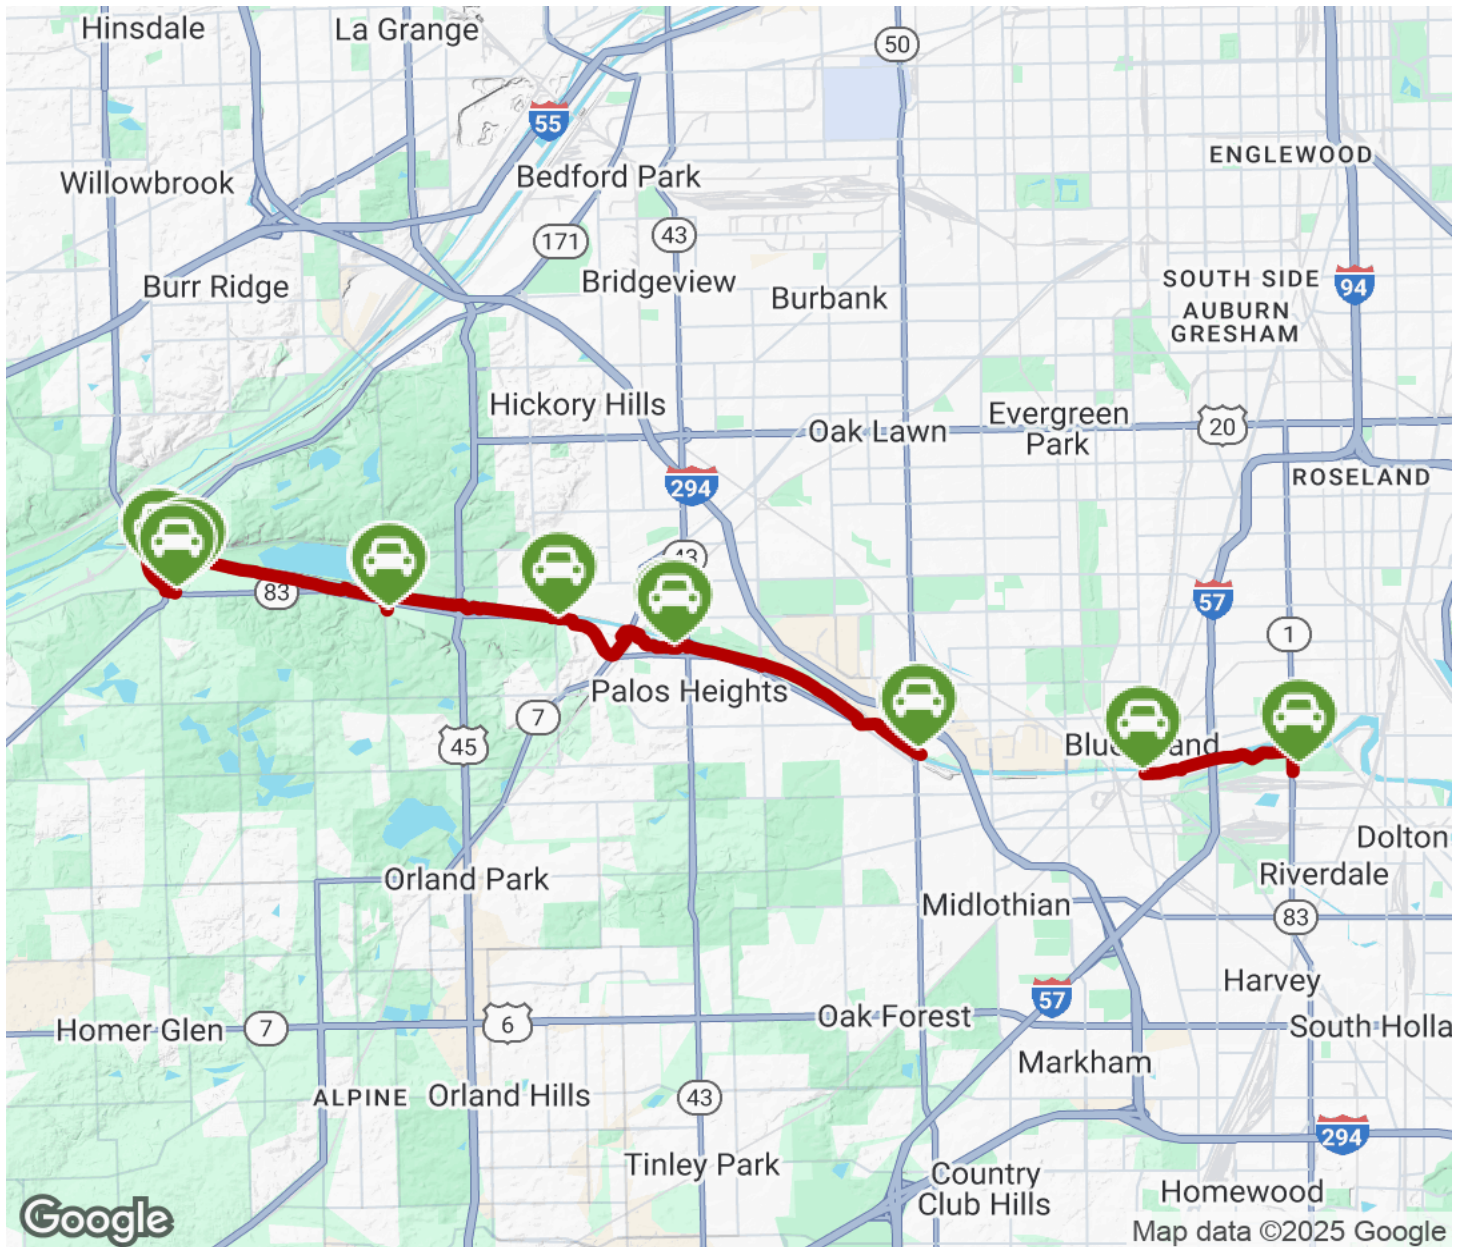 Hinsdale
La Grange
50
55
ENGLEWOOD
Willowbrook
Bedford Park
171
43
Burr Ridge
Bridgeview
Burbank
SOUTH SIDE
94
AUBURN
GRESHAM
Hickory Hills
Oak Lawn
Evergreen
Park
20
294
ROSELAND
43
83
57
1
Palos Heights
7
45
Dolton
Orland Park
Riverdale
Midlothian
83
Harvey
57
Homer Glen
7
6
Oak Forest
South Holla
Markham
ALPINE
Orland Hills
43
294
Tinley Park
Country
Club Hills
Homewood
Google
Map data ©2025 Google